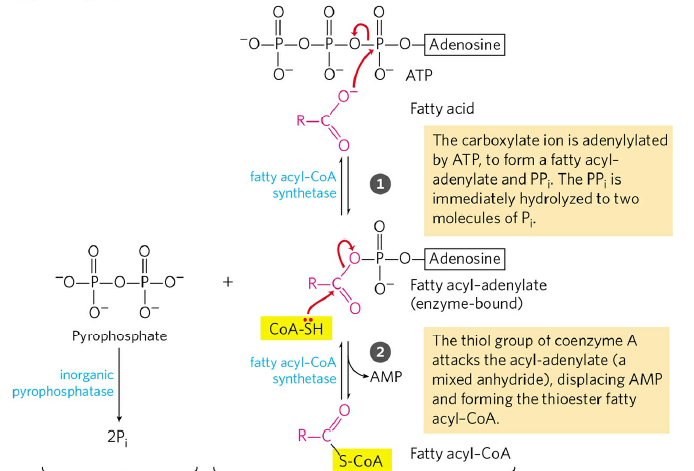 O O O
⁻O–P–O–P–O–P–O–Adenosine
O⁻ O⁻ O⁻ ATP
O⁻
Fatty acid
R–C
O
The carboxylate ion is adenylylated
by ATP, to form a fatty acyl–
adenylate and PPᵢ. The PPᵢ is
immediately hydrolyzed to two
molecules of Pᵢ.
fatty acyl–CoA
synthetase
1
O O
⁻O–P–O–P–O⁻
O⁻ O⁻
Pyrophosphate
+
O
O–P–O–Adenosine
R–C O⁻
O
Fatty acyl–adenylate
(enzyme-bound)
CoA-SH
inorganic
pyrophosphatase
2Pᵢ
fatty acyl–CoA
synthetase
2
AMP
The thiol group of coenzyme A
attacks the acyl-adenylate (a
mixed anhydride), displacing AMP
and forming the thioester fatty
acyl–CoA.
O
R–C
S-CoA
Fatty acyl–CoA